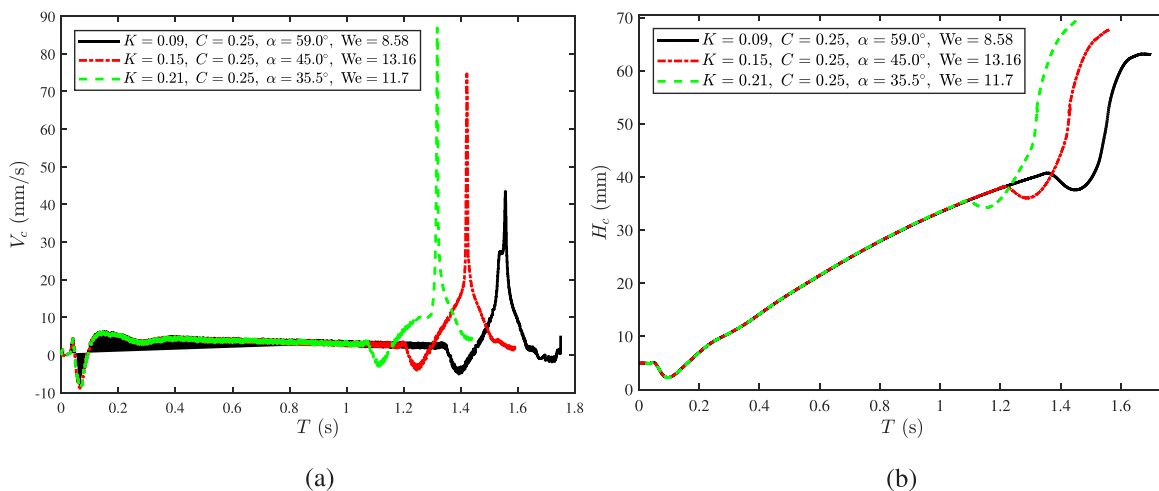 90
80
70
60
50
40
30
20
10
0
-10
V_c (mm/s)
K = 0.09, C = 0.25, α = 59.0°, We = 8.58
K = 0.15, C = 0.25, α = 45.0°, We = 13.16
K = 0.21, C = 0.25, α = 35.5°, We = 11.7
0 0.2 0.4 0.6 0.8 1 1.2 1.4 1.6 1.8
T (s)
(a)
70
60
50
40
30
20
10
0
H_c (mm)
K = 0.09, C = 0.25, α = 59.0°, We = 8.58
K = 0.15, C = 0.25, α = 45.0°, We = 13.16
K = 0.21, C = 0.25, α = 35.5°, We = 11.7
0 0.2 0.4 0.6 0.8 1 1.2 1.4 1.6
T (s)
(b)